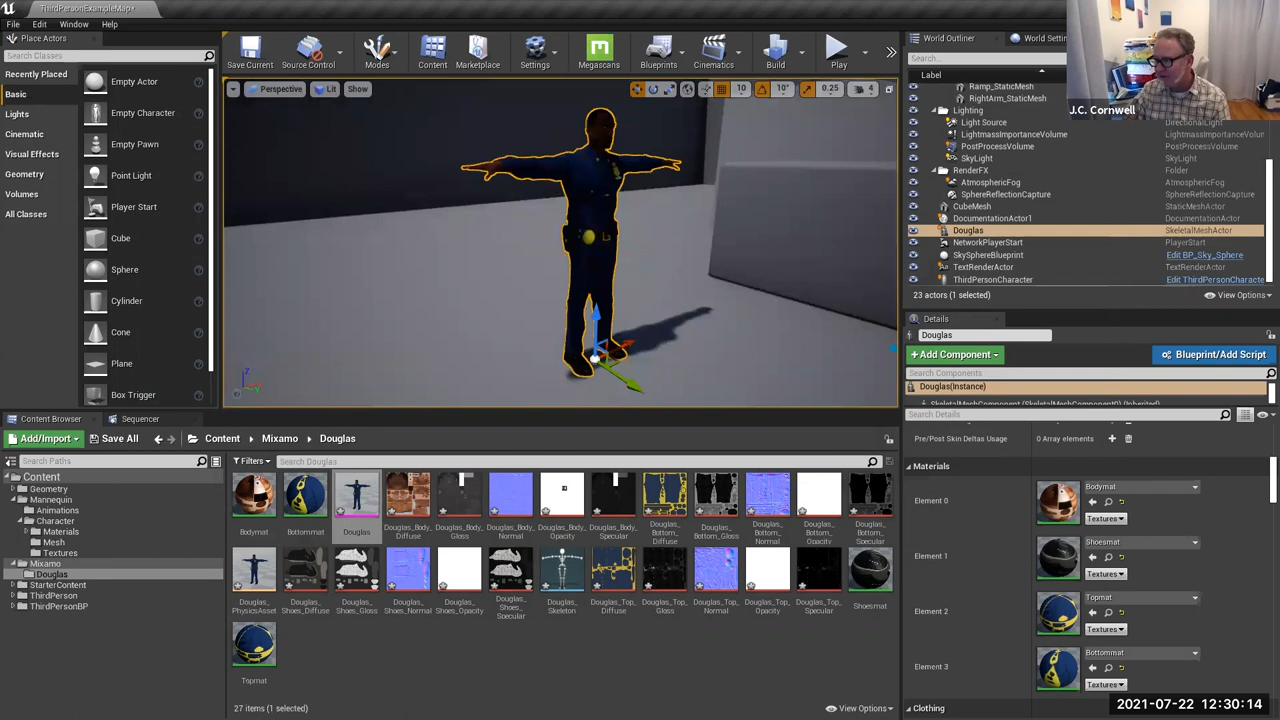 ThirdPersonExampleMap*
File Edit Window Help
Place Actors
Search Classes
Recently Placed
Basic
Lights
Cinematic
Visual Effects
Geometry
Volumes
All Classes
Empty Actor
Empty Character
Empty Pawn
Point Light
Player Start
Cube
Sphere
Cylinder
Cone
Plane
Box Trigger
Save Current
Source Control
Modes
Content
Marketplace
Settings
Megascans
Blueprints
Cinematics
Build
Play
Perspective Lit Show
10 10° 0.25 4
World Outliner
World Setting
Search...
Label
Ramp_StaticMesh
RightArm_StaticMesh
J.C. Cornwell
Lighting
Light Source DirectionalLight
LightmassImportanceVolume LightmassImportanceVolum
PostProcessVolume PostProcessVolume
SkyLight SkyLight
RenderFX Folder
AtmosphericFog AtmosphericFog
SphereReflectionCapture SphereReflectionCapture
CubeMesh StaticMeshActor
DocumentationActor1 DocumentationActor
Douglas SkeletalMeshActor
NetworkPlayerStart PlayerStart
SkySphereBlueprint Edit BP_Sky_Sphere
TextRenderActor TextRenderActor
ThirdPersonCharacter Edit ThirdPersonCharacte
23 actors (1 selected)
View Options
Details
Douglas
Add Component
Blueprint/Add Script
Search Components
Douglas(Instance)
SkeletalMeshComponent (SkeletalMeshComponent0) (Inherited)
Search Details
Pre/Post Skin Deltas Usage 0 Array elements
Materials
Element 0
Bodymat
Textures
Element 1
Shoesmat
Textures
Element 2
Topmat
Textures
Element 3
Bottommat
Textures
Clothing
Content Browser
Sequencer
Add/Import
Save All
Content
Mixamo
Douglas
Search Paths
Filters
Search Douglas
Content
Geometry
Mannequin
Animations
Character
Materials
Mesh
Textures
Mixamo
Douglas
StarterContent
ThirdPerson
ThirdPersonBP
Bodymat
Bottommat
Douglas
Douglas_Body_Diffuse
Douglas_Body_Gloss
Douglas_Body_Normal
Douglas_Body_Opacity
Douglas_Body_Specular
Douglas_Bottom_Diffuse
Douglas_Bottom_Gloss
Douglas_Bottom_Normal
Douglas_Bottom_Opacity
Douglas_Bottom_Specular
Douglas_PhysicsAsset
Douglas_Shoes_Diffuse
Douglas_Shoes_Gloss
Douglas_Shoes_Normal
Douglas_Shoes_Opacity
Douglas_Shoes_Specular
Douglas_Skeleton
Douglas_Top_Diffuse
Douglas_Top_Gloss
Douglas_Top_Normal
Douglas_Top_Opacity
Douglas_Top_Specular
Shoesmat
Topmat
27 items (1 selected)
View Options
2021-07-22 12:30:14